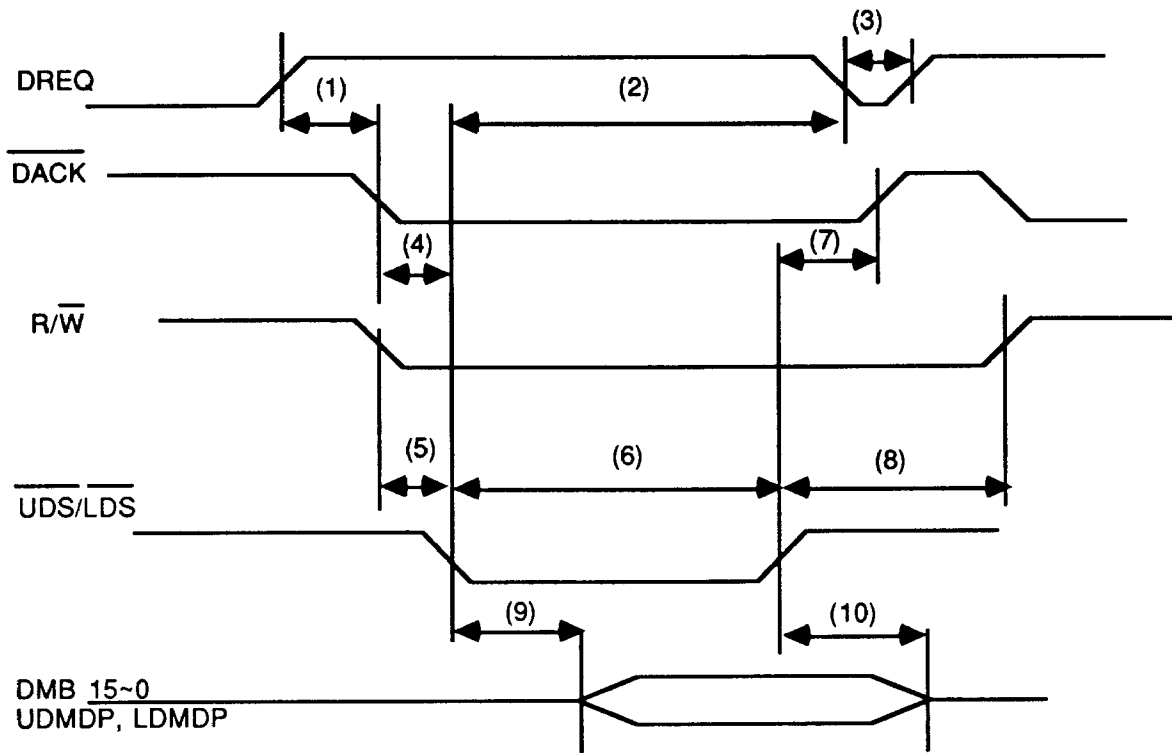 (3)
DREQ
(1)
(2)
DACK
(4)
(7)
R/W
(5)
(6)
(8)
UDS/LDS
(9)
(10)
DMB 15~0
UDMDP, LDMDP